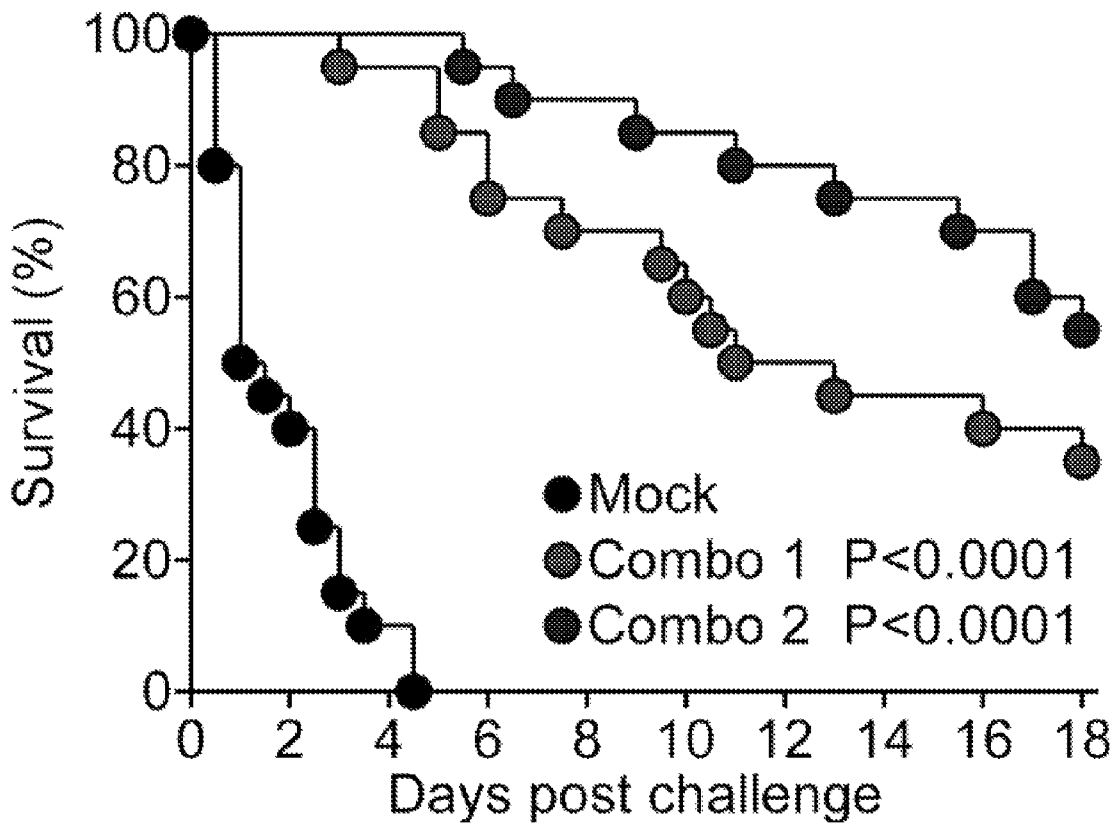 100
80
60
40
20
0
Survival (%)
Mock
Combo 1 P<0.0001
Combo 2 P<0.0001
0 2 4 6 8 10 12 14 16 18
Days post challenge